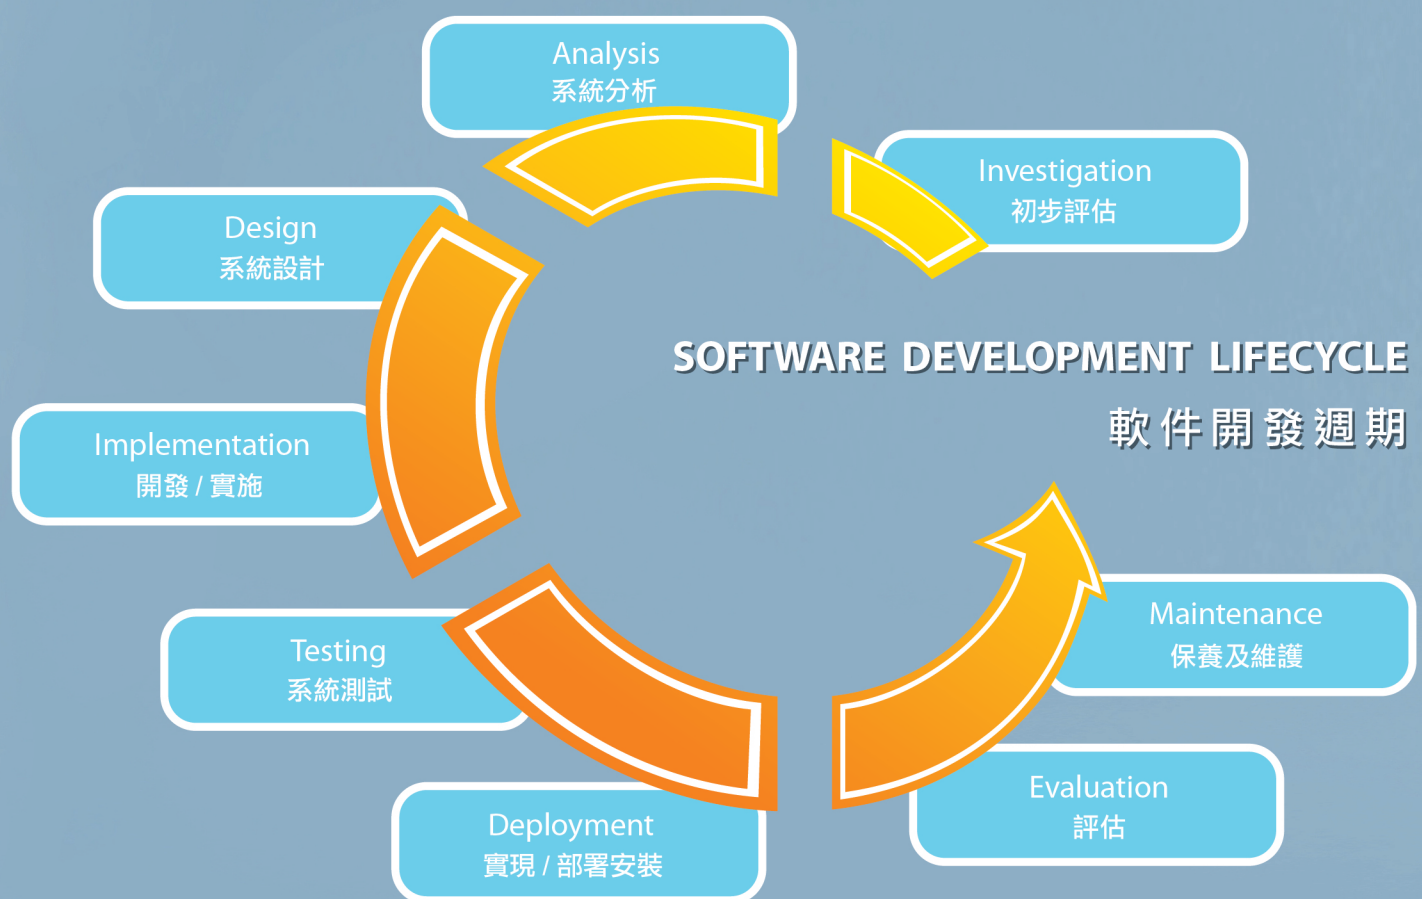 Analysis
系統分析
Investigation
初步評估
Design
系統設計
SOFTWARE DEVELOPMENT LIFECYCLE
軟件開發週期
Implementation
開發 / 實施
Maintenance
保養及維護
Testing
系統測試
Evaluation
評估
Deployment
實現 / 部署安裝